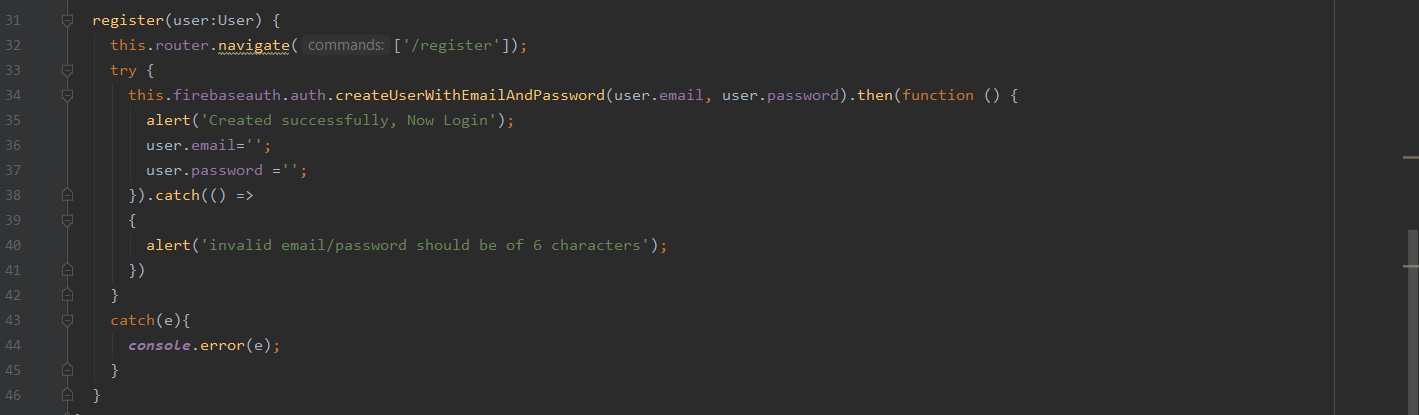 31 register(user:User) {
32 this.router.navigate( commands: ['/register']);
33 try {
34 this.firebaseauth.auth.createUserWithEmailAndPassword(user.email, user.password).then(function () {
35 alert('Created successfully, Now Login');
36 user.email='';
37 user.password ='';
38 }).catch(() =>
39 {
40 alert('invalid email/password should be of 6 characters');
41 })
42 }
43 catch(e){
44 console.error(e);
45 }
46 }